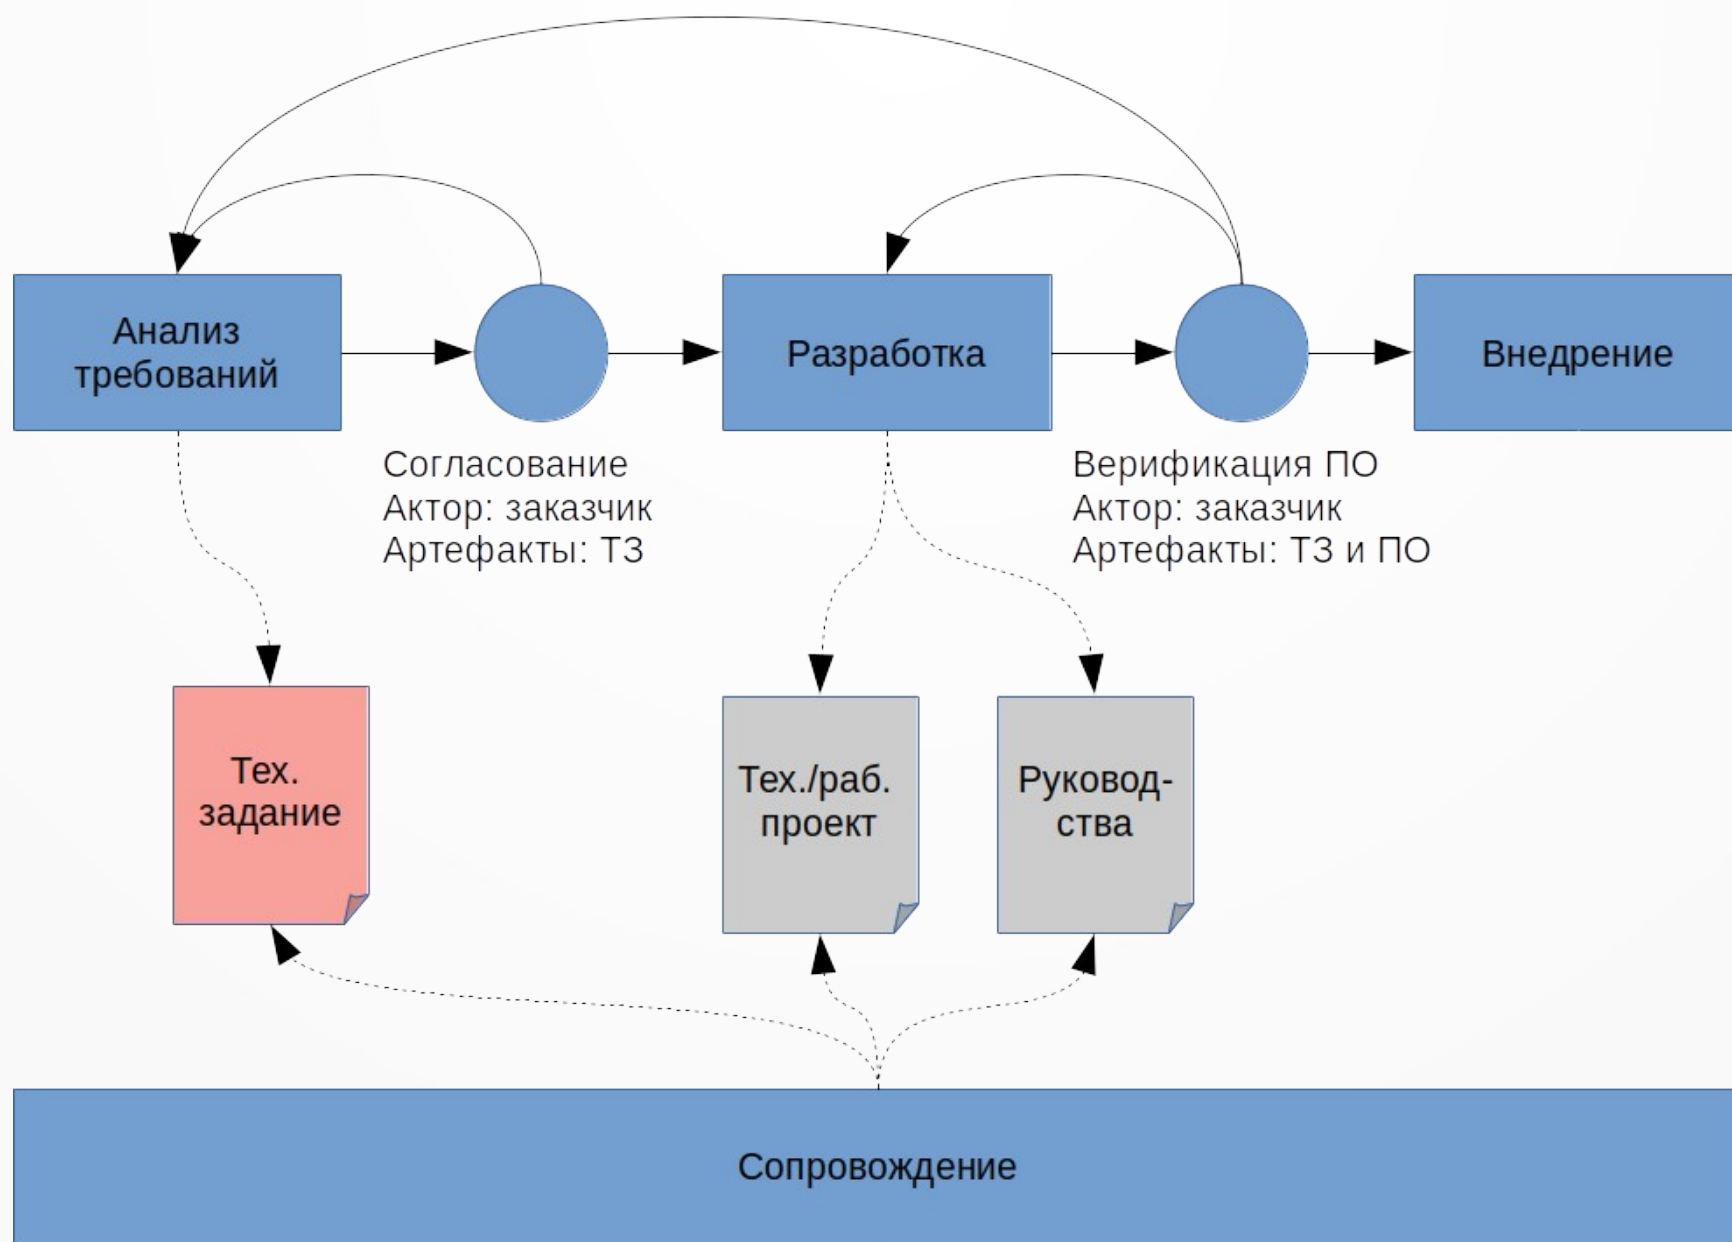 Анализ
требований
Разработка
Внедрение
Согласование
Актор: заказчик
Артефакты: ТЗ
Верификация ПО
Актор: заказчик
Артефакты: ТЗ и ПО
Тех.
задание
Тех./раб.
проект
Руковод-
ства
Сопровождение